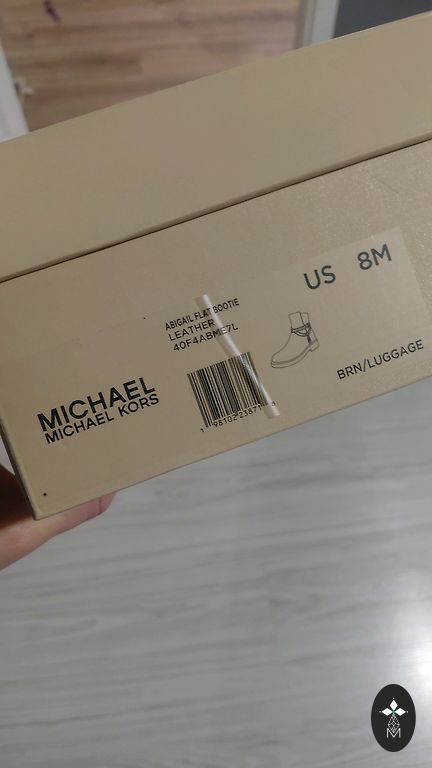 US 8M
ABIGAIL FLAT BOOTIE
LEATHER
40F4ABME7L
BRN/LUGGAGE
MICHAEL
MICHAEL KORS